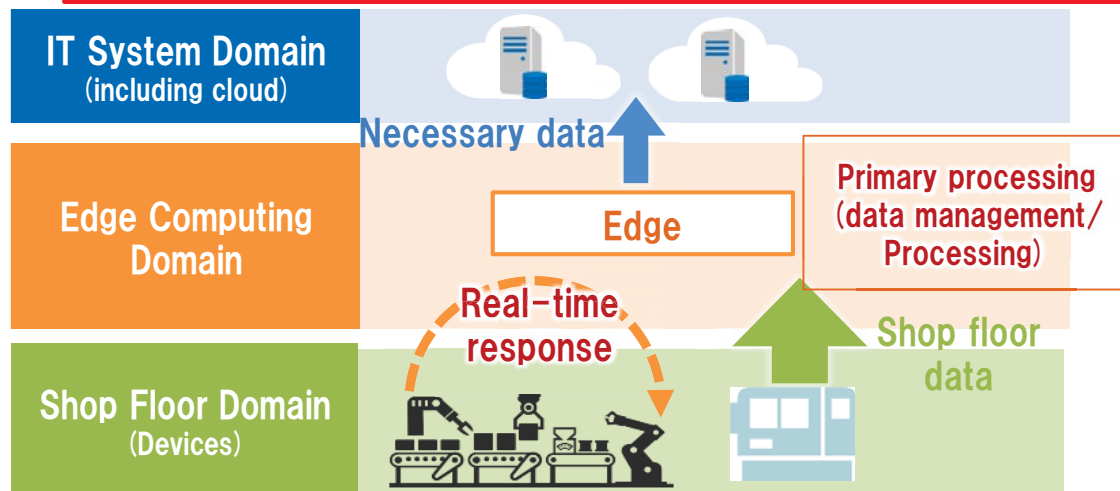 IT System Domain
(including cloud)
Necessary data
Edge Computing
Domain
Edge
Primary processing
(data management/
Processing)
Real-time
response
Shop floor
data
Shop Floor Domain
(Devices)